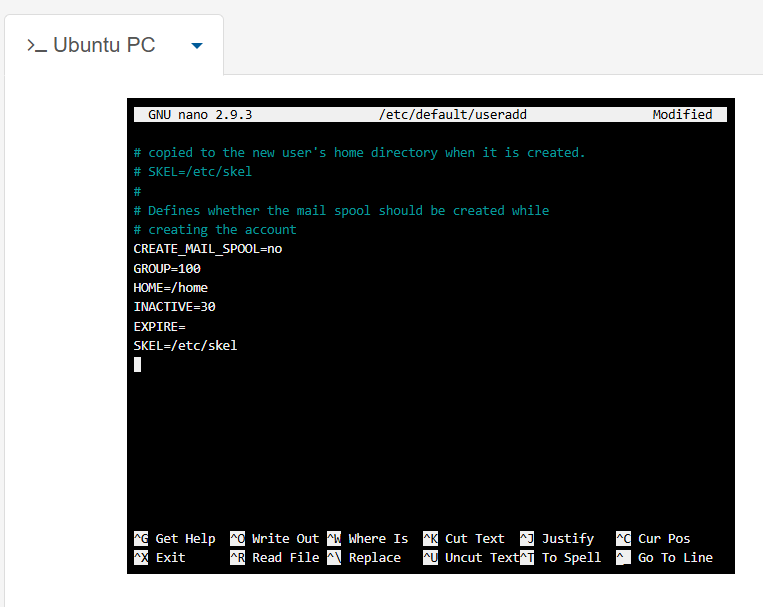 >_ Ubuntu PC
GNU nano 2.9.3 /etc/default/useradd Modified
# copied to the new user's home directory when it is created.
# SKEL=/etc/skel
#
# Defines whether the mail spool should be created while
# creating the account
CREATE_MAIL_SPOOL=no
GROUP=100
HOME=/home
INACTIVE=30
EXPIRE=
SKEL=/etc/skel
^G Get Help ^O Write Out ^W Where Is ^K Cut Text ^J Justify ^C Cur Pos
^X Exit ^R Read File ^\ Replace ^U Uncut Text^T To Spell ^_ Go To Line